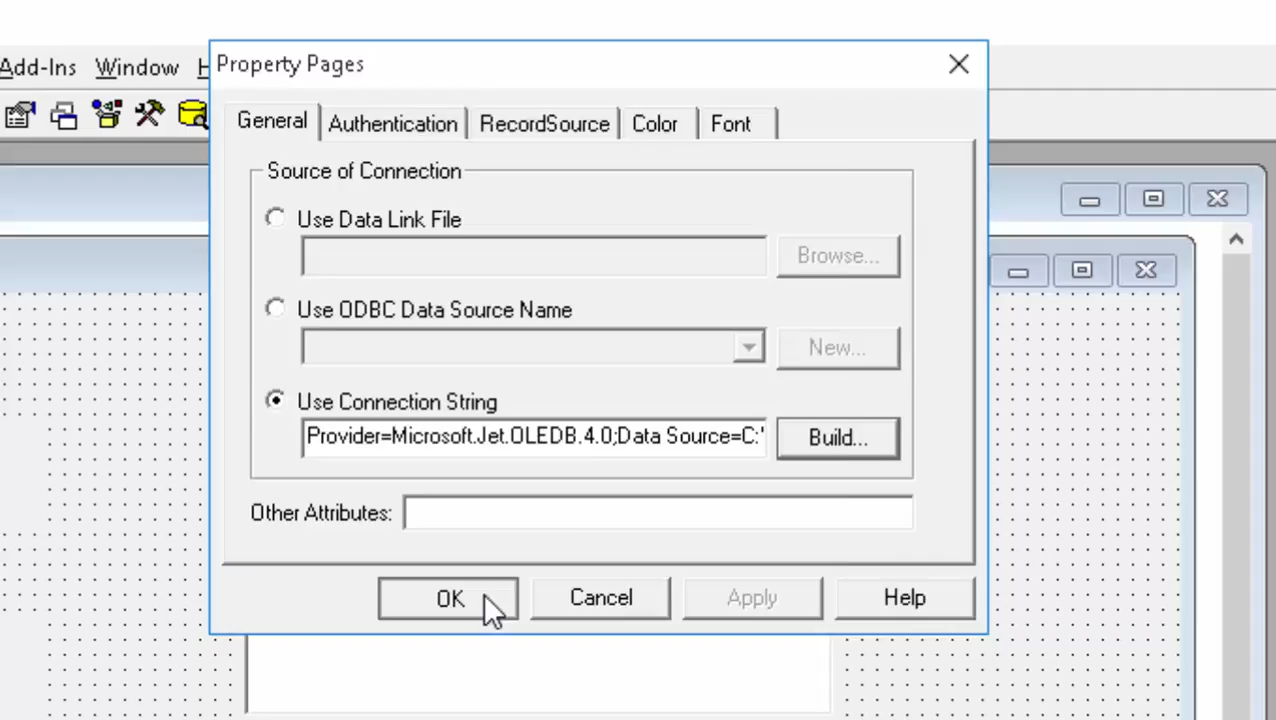 Add-Ins Window
Property Pages
General Authentication RecordSource Color Font
Source of Connection
Use Data Link File
Browse...
Use ODBC Data Source Name
New...
Use Connection String
Provider=Microsoft.Jet.OLEDB.4.0;Data Source=C:
Build...
Other Attributes:
OK Cancel Apply Help